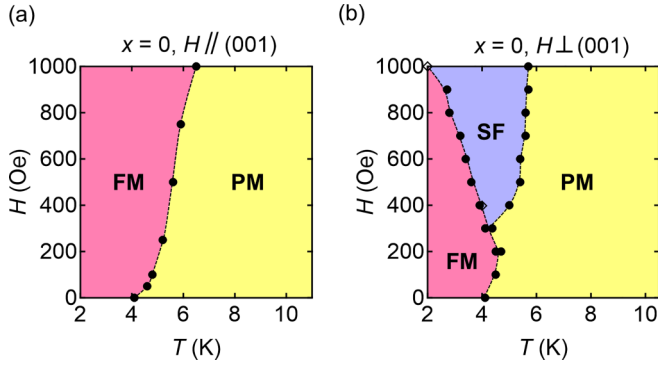 (a)
x = 0, H // (001)
1000
800
600
400
200
0
H (Oe)
FM
PM
2
4
6
8
10
T (K)
(b)
x = 0, H⊥(001)
1000
800
600
400
200
0
H (Oe)
SF
FM
PM
2
4
6
8
10
T (K)